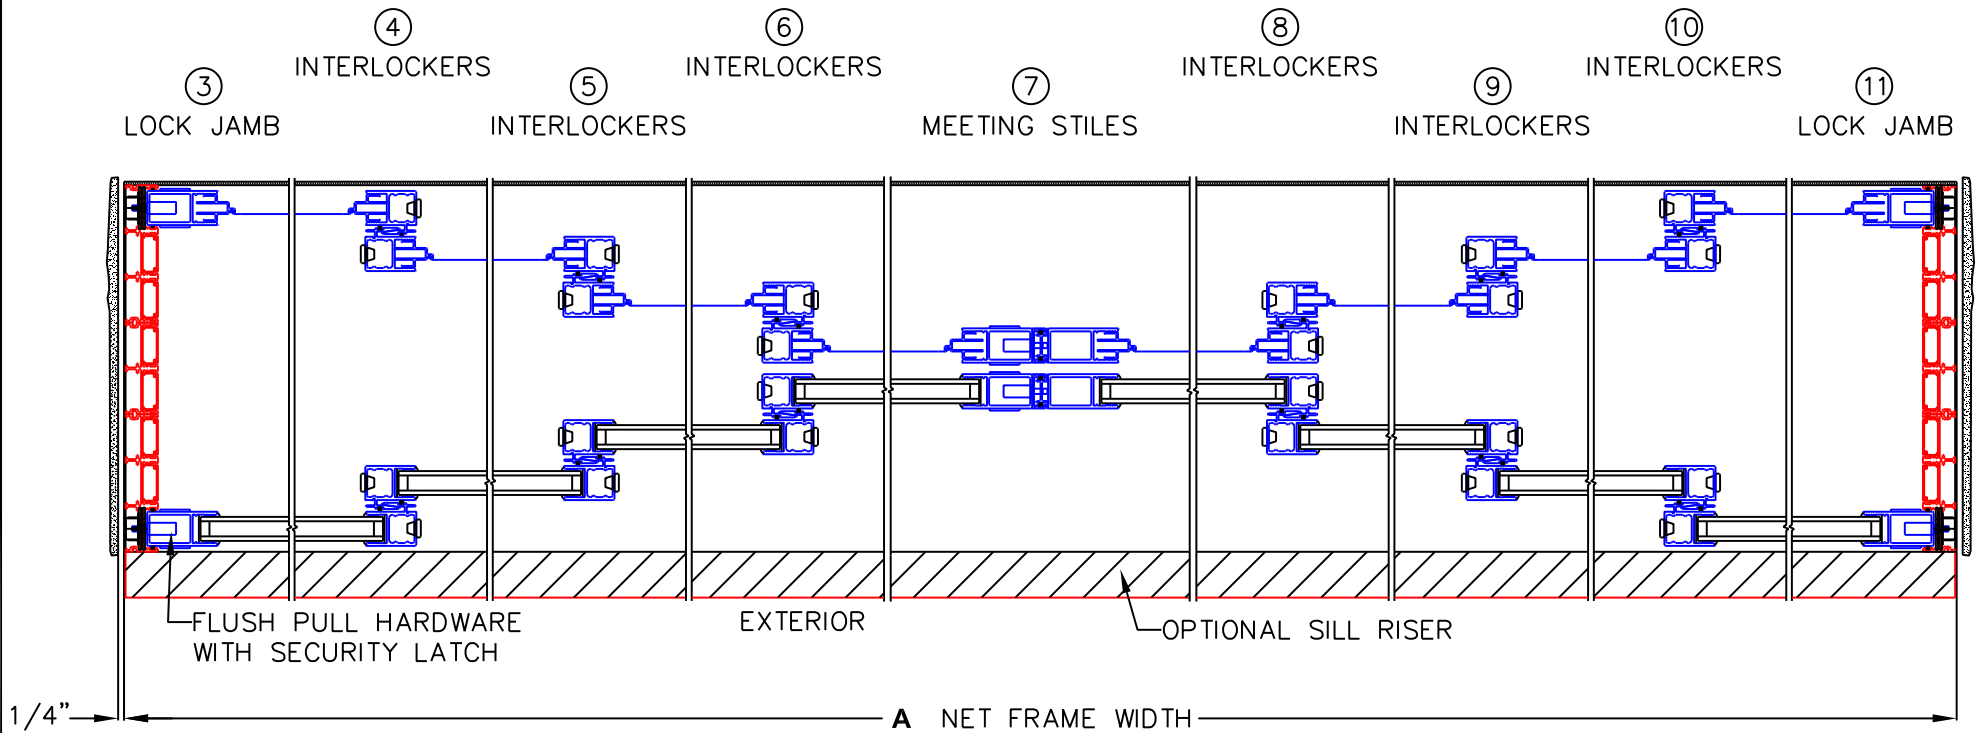 4
INTERLOCKERS
6
INTERLOCKERS
8
INTERLOCKERS
10
INTERLOCKERS
3
LOCK JAMB
5
INTERLOCKERS
7
MEETING STILES
9
INTERLOCKERS
11
LOCK JAMB
FLUSH PULL HARDWARE
WITH SECURITY LATCH
EXTERIOR
OPTIONAL SILL RISER
1/4"
A NET FRAME WIDTH